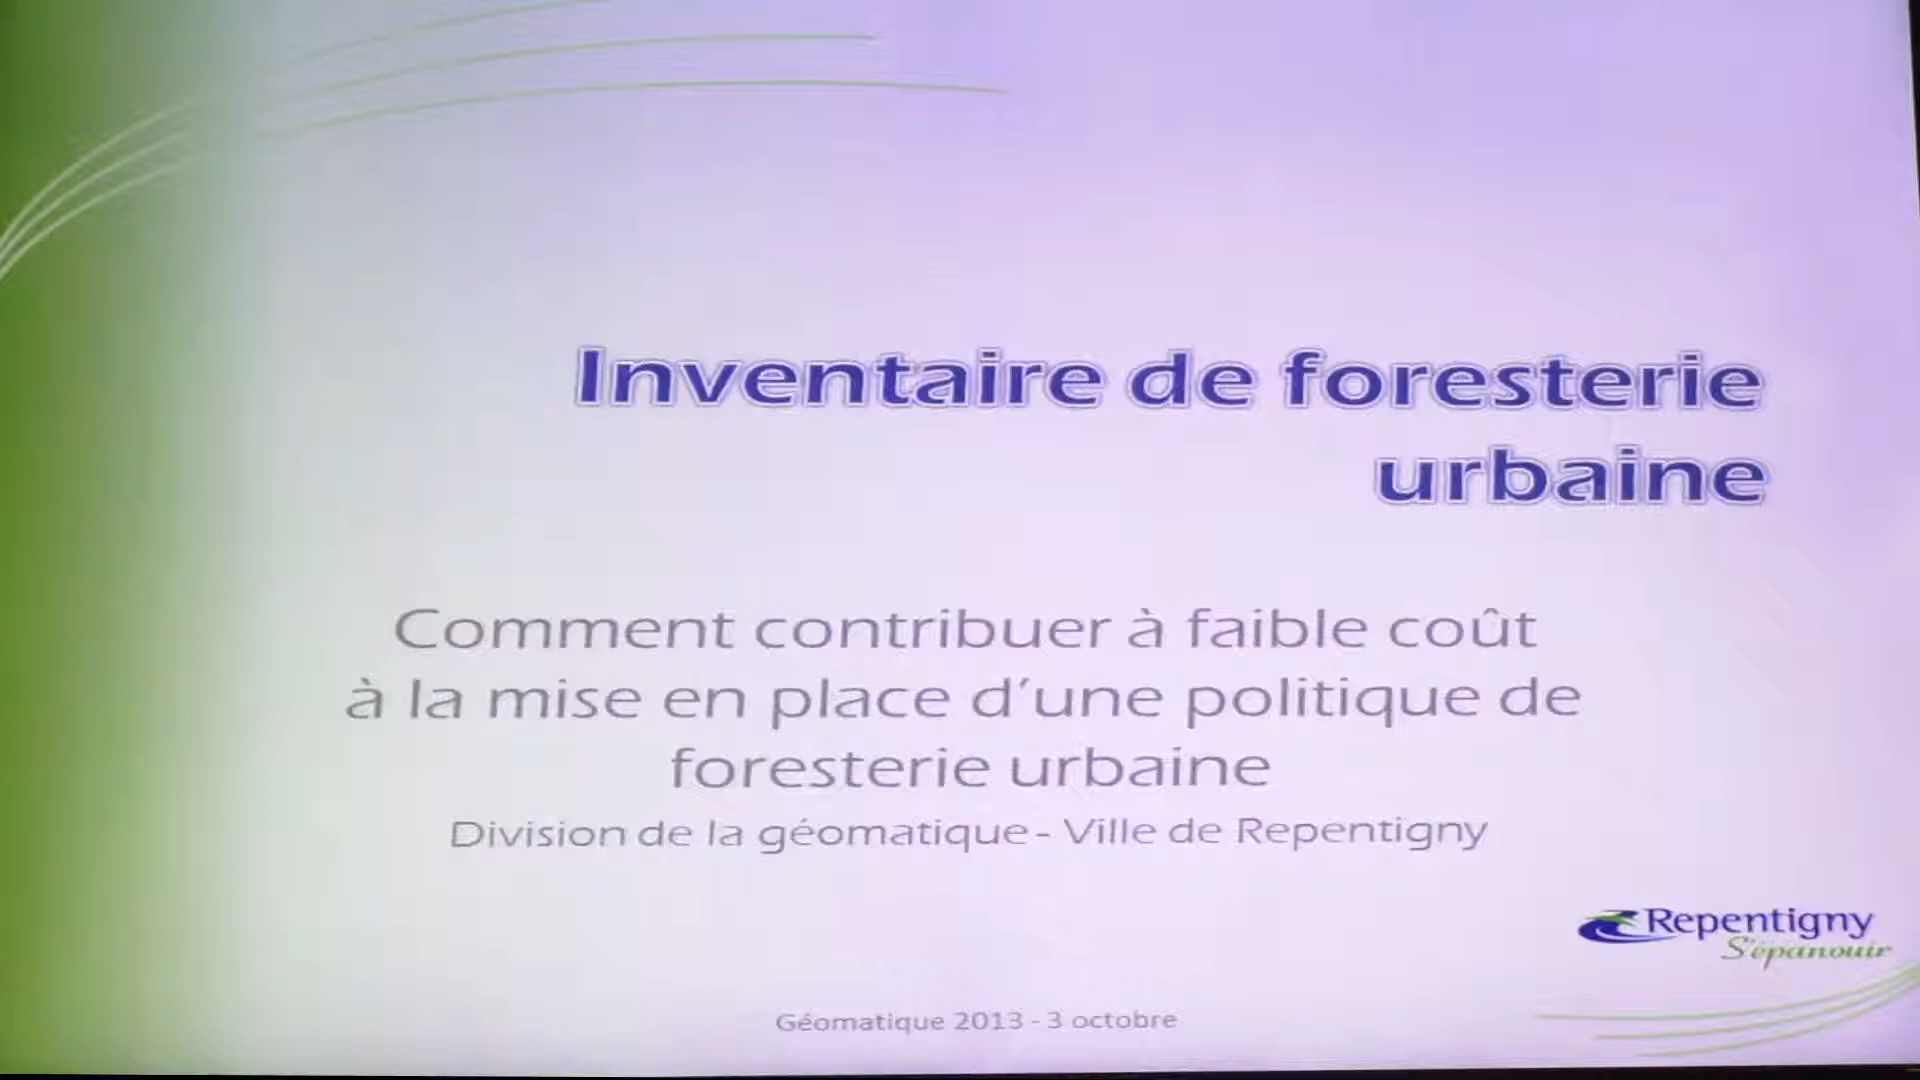 Inventaire de foresterie
urbaine
Comment contribuer à faible coût
à la mise en place d'une politique de
foresterie urbaine
Division de la géomatique - Ville de Repentigny
Repentigny
S'épanouir
Géomatique 2013 - 3 octobre